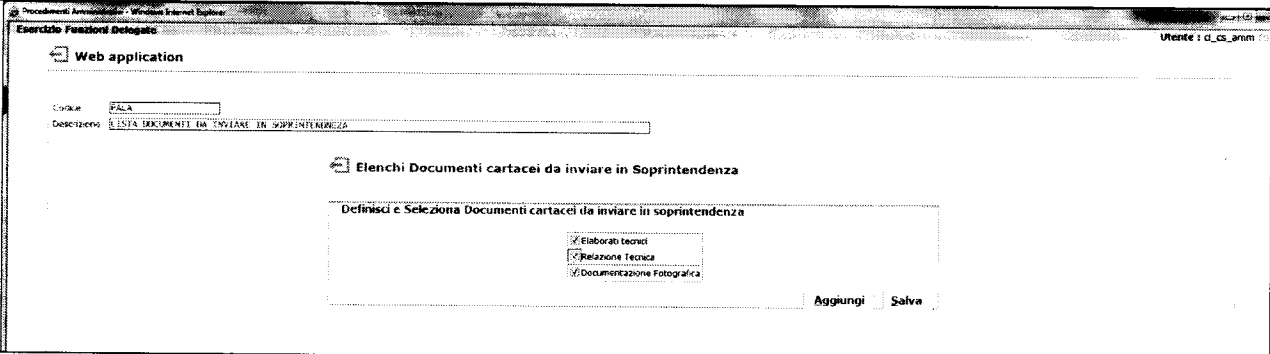 Procedimenti Amministrativi - Windows Internet Explorer
Esercizio Funzioni Delegate
Utente : ci_cs_amm
Web application
Codice PALA
Descrizione LISTA DOCUMENTI DA INVIARE IN SOPRINTENDNEZA
Elenchi Documenti cartacei da inviare in Soprintendenza
Definisci e Seleziona Documenti cartacei da inviare in soprintendenza
Elaborati tecnici
Relazione Tecnica
Documentazione Fotografica
Aggiungi Salva